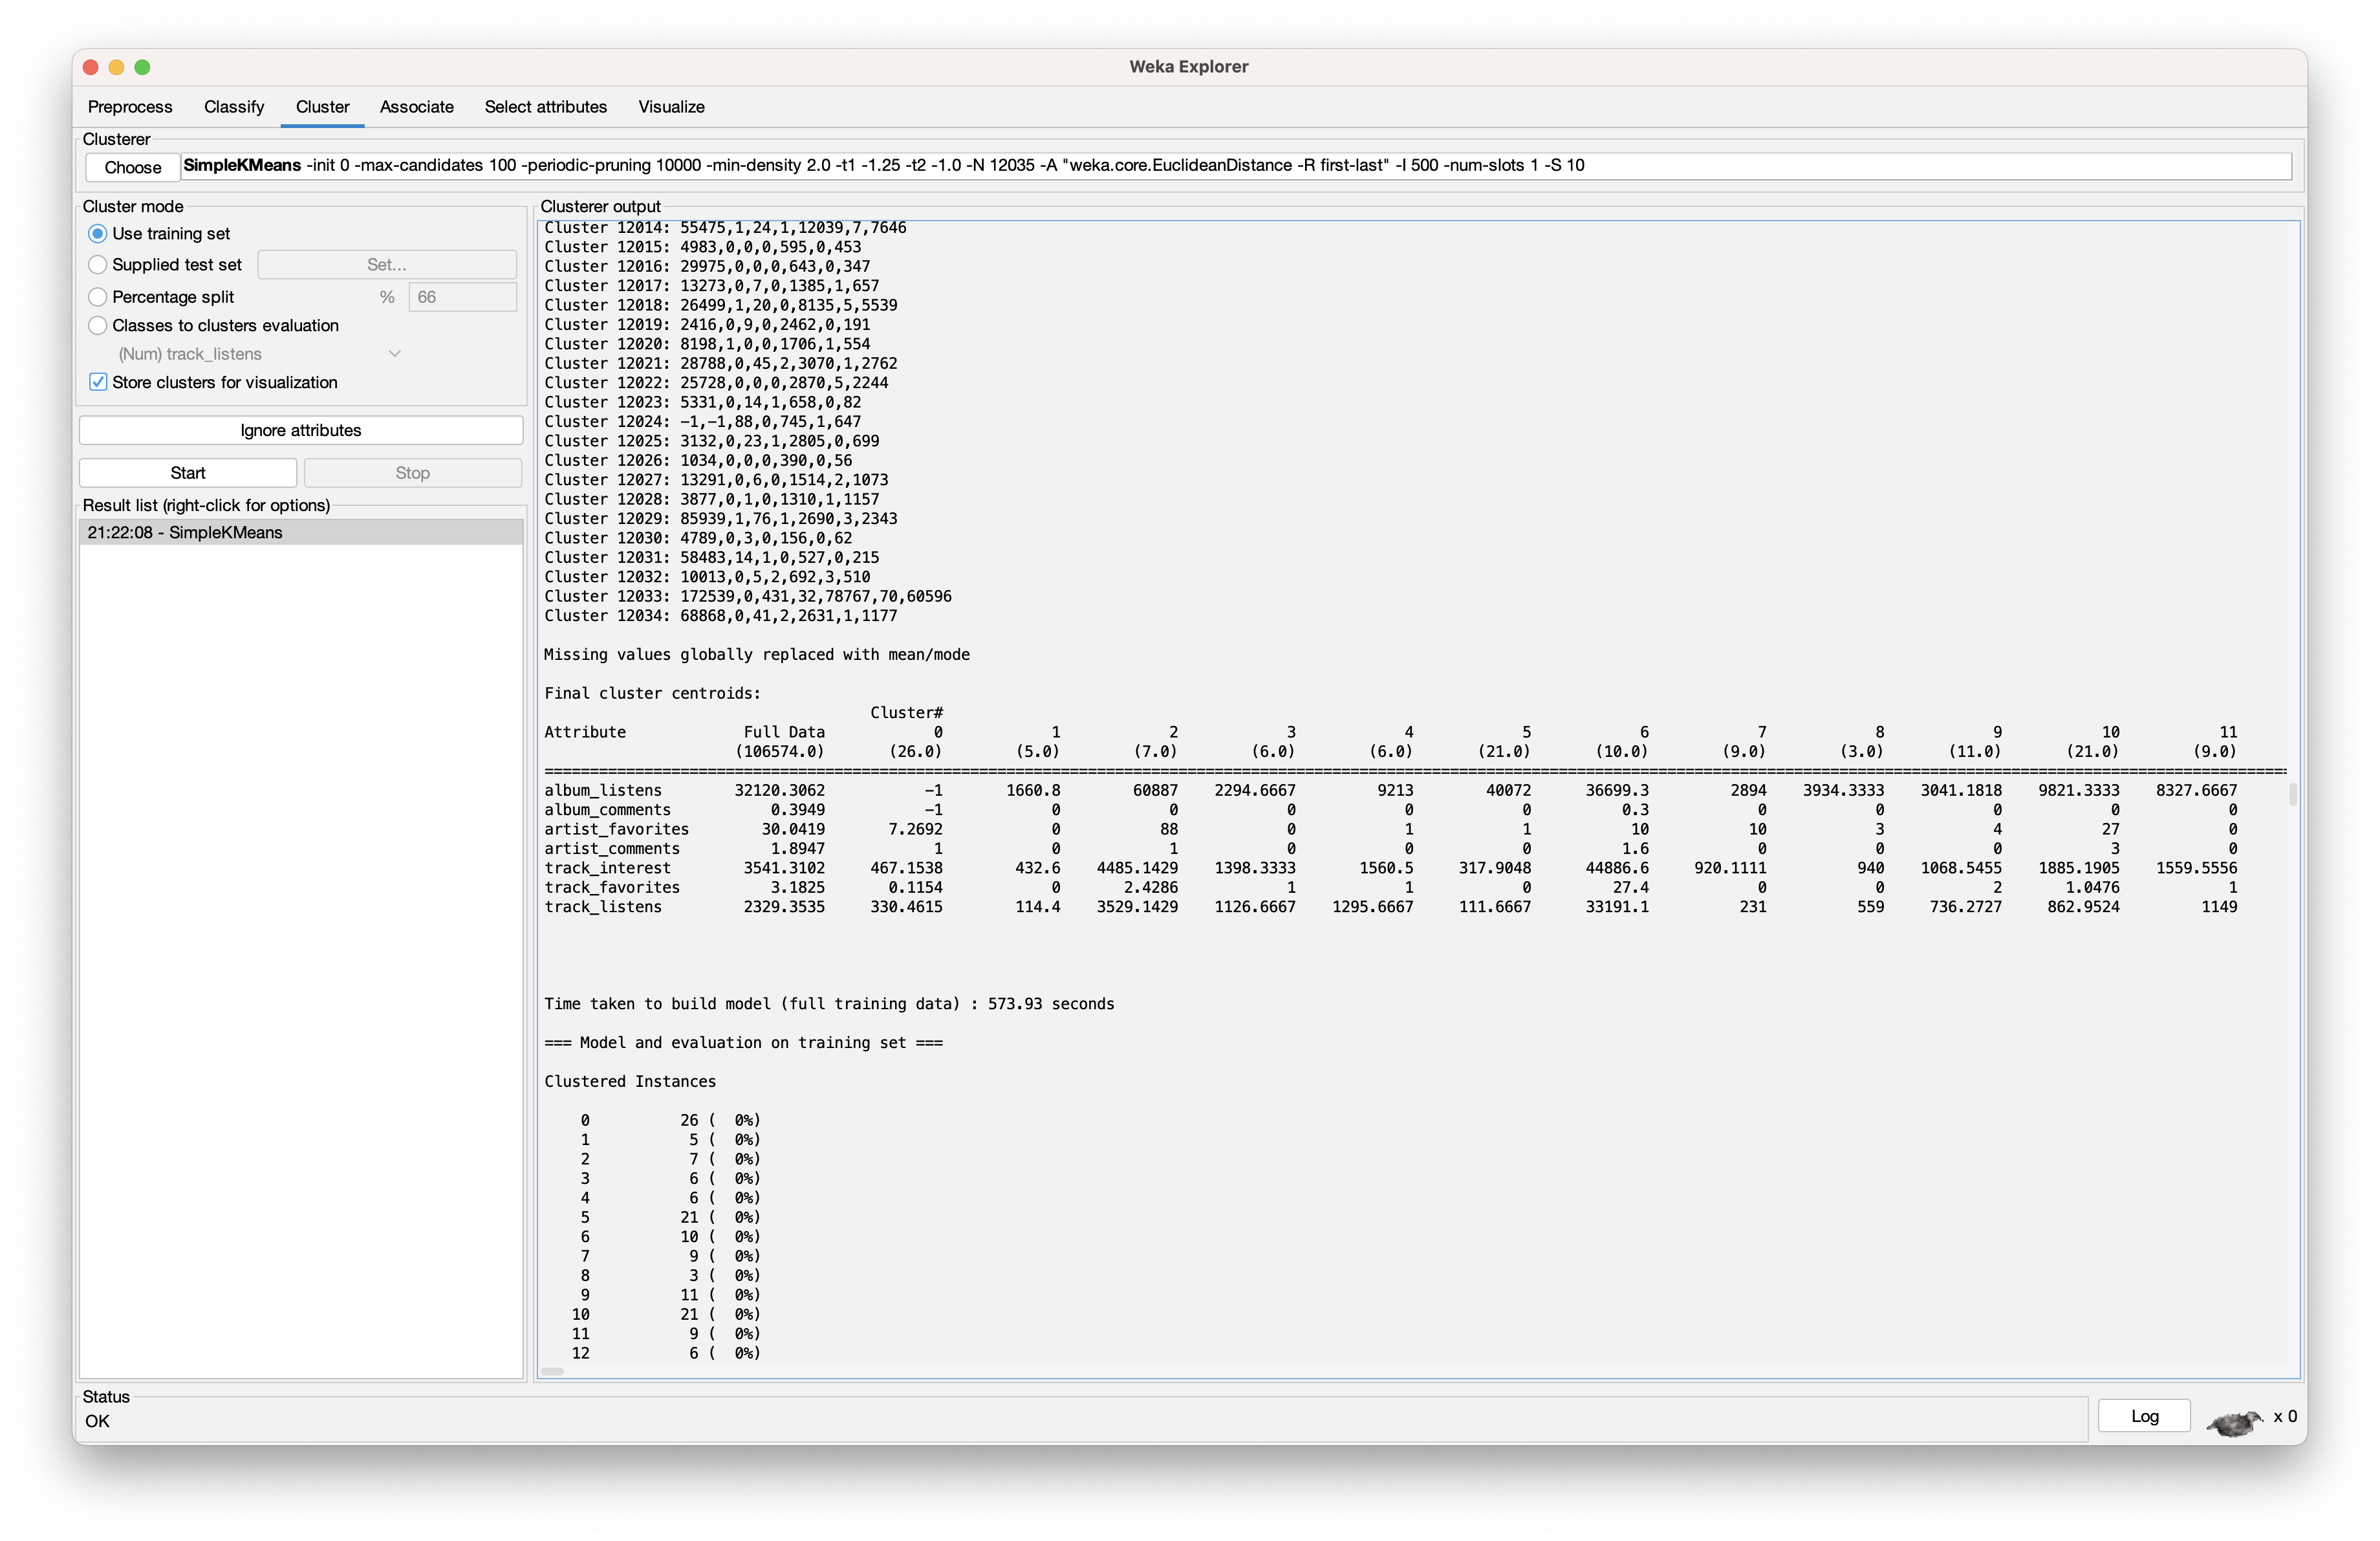 Weka Explorer
Preprocess Classify Cluster Associate Select attributes Visualize
Clusterer
Choose SimpleKMeans -init 0 -max-candidates 100 -periodic-pruning 10000 -min-density 2.0 -t1 -1.25 -t2 -1.0 -N 12035 -A "weka.core.EuclideanDistance -R first-last" -I 500 -num-slots 1 -S 10
Cluster mode
Use training set
Supplied test set Set...
Percentage split % 66
Classes to clusters evaluation
(Num) track_listens
Store clusters for visualization
Ignore attributes
Start Stop
Result list (right-click for options)
21:22:08 - SimpleKMeans
Clusterer output
Cluster 12014: 55475,1,24,1,12039,7,7646
Cluster 12015: 4983,0,0,0,595,0,453
Cluster 12016: 29975,0,0,0,643,0,347
Cluster 12017: 13273,0,7,0,1385,1,657
Cluster 12018: 26499,1,20,0,8135,5,5539
Cluster 12019: 2416,0,9,0,2462,0,191
Cluster 12020: 8198,1,0,0,1706,1,554
Cluster 12021: 28788,0,45,2,3070,1,2762
Cluster 12022: 25728,0,0,0,2870,5,2244
Cluster 12023: 5331,0,14,1,658,0,82
Cluster 12024: -1,-1,88,0,745,1,647
Cluster 12025: 3132,0,23,1,2805,0,699
Cluster 12026: 1034,0,0,0,390,0,56
Cluster 12027: 13291,0,6,0,1514,2,1073
Cluster 12028: 3877,0,1,0,1310,1,1157
Cluster 12029: 85939,1,76,1,2690,3,2343
Cluster 12030: 4789,0,3,0,156,0,62
Cluster 12031: 58483,14,1,0,527,0,215
Cluster 12032: 10013,0,5,2,692,3,510
Cluster 12033: 172539,0,431,32,78767,70,60596
Cluster 12034: 68868,0,41,2,2631,1,1177
Missing values globally replaced with mean/mode
Final cluster centroids:
Cluster#
Attribute Full Data 0 1 2 3 4 5 6 7 8 9 10 11
(106574.0) (26.0) (5.0) (7.0) (6.0) (6.0) (21.0) (10.0) (9.0) (3.0) (11.0) (21.0) (9.0)
album_listens 32120.3062 -1 1660.8 60887 2294.6667 9213 40072 36699.3 2894 3934.3333 3041.1818 9821.3333 8327.6667
album_comments 0.3949 -1 0 0 0 0 0 0.3 0 0 0 0 0
artist_favorites 30.0419 7.2692 0 88 0 1 1 10 10 3 4 27 0
artist_comments 1.8947 1 0 1 0 0 0 1.6 0 0 0 3 0
track_interest 3541.3102 467.1538 432.6 4485.1429 1398.3333 1560.5 317.9048 44886.6 920.1111 940 1068.5455 1885.1905 1559.5556
track_favorites 3.1825 0.1154 0 2.4286 1 1 0 27.4 0 0 2 1.0476 1
track_listens 2329.3535 330.4615 114.4 3529.1429 1126.6667 1295.6667 111.6667 33191.1 231 559 736.2727 862.9524 1149
Time taken to build model (full training data) : 573.93 seconds
=== Model and evaluation on training set ===
Clustered Instances
0 26 ( 0%)
1 5 ( 0%)
2 7 ( 0%)
3 6 ( 0%)
4 6 ( 0%)
5 21 ( 0%)
6 10 ( 0%)
7 9 ( 0%)
8 3 ( 0%)
9 11 ( 0%)
10 21 ( 0%)
11 9 ( 0%)
12 6 ( 0%)
Status
OK
Log x 0